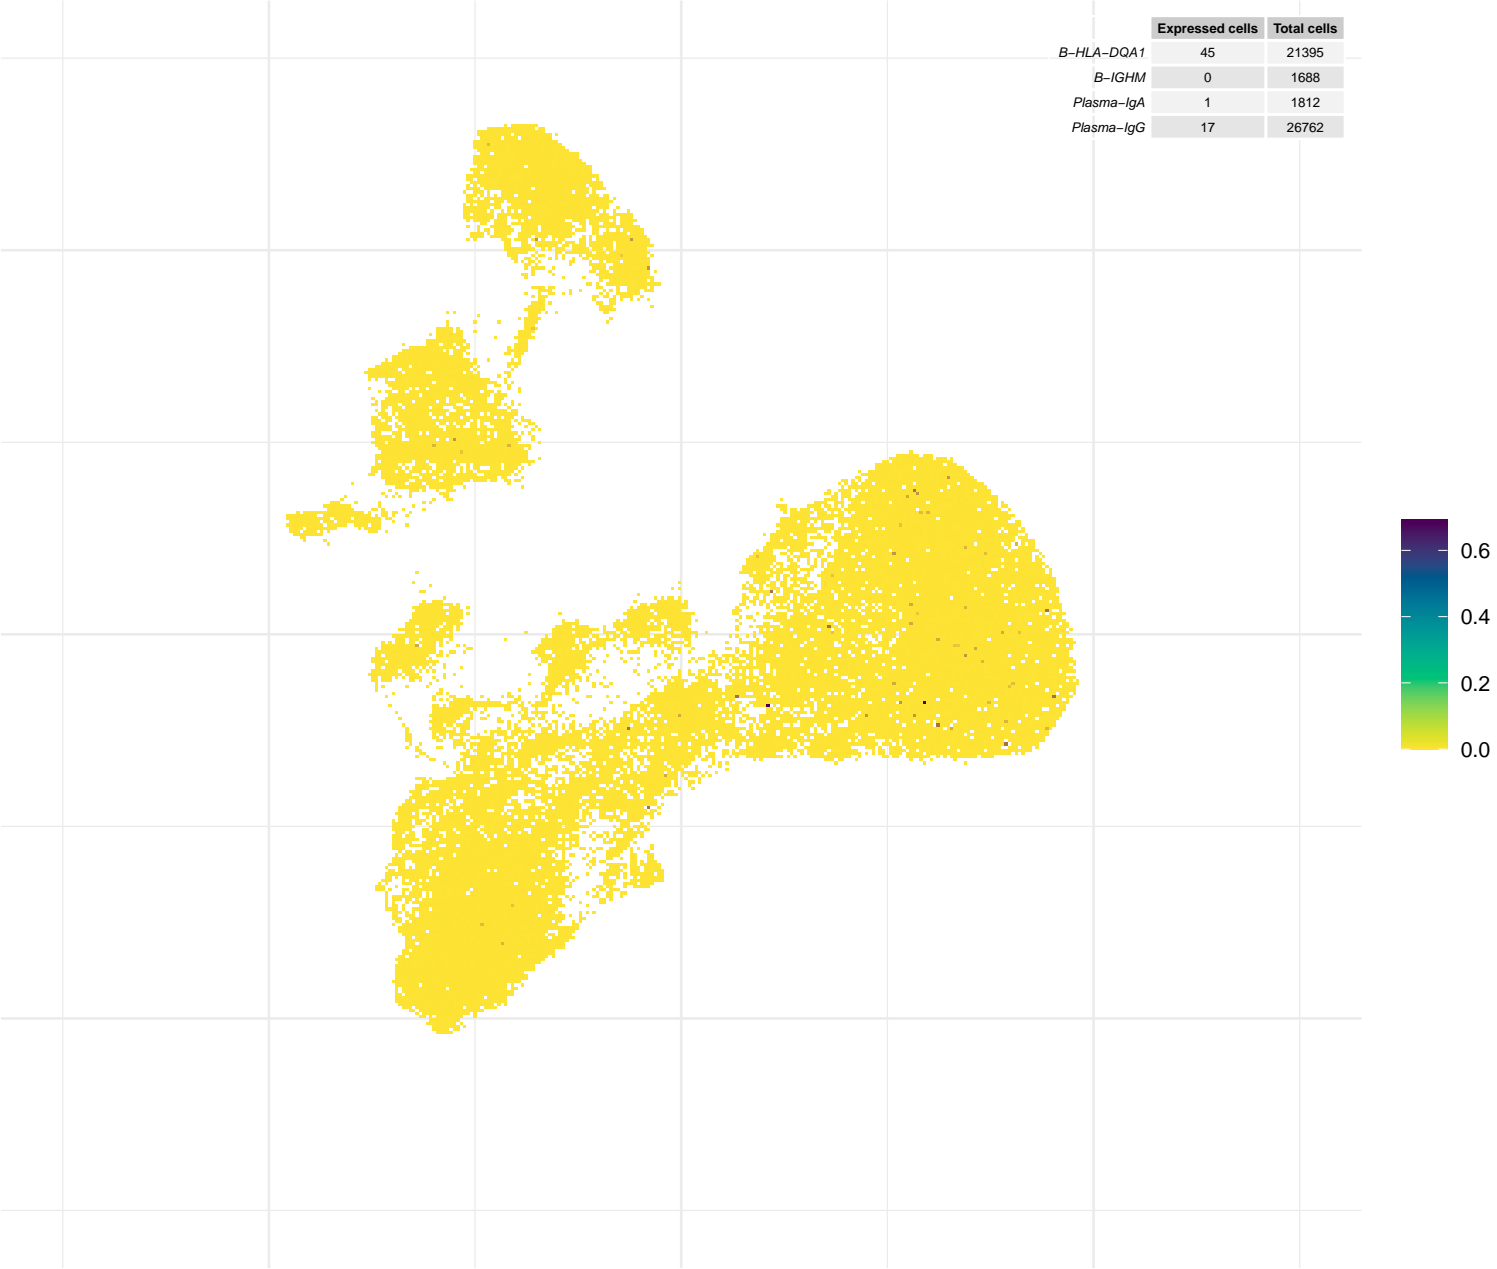 Expressed cells Total cells
B−HLA−DQA1 45 21395
B−IGHM 0 1688
Plasma−IgA 1 1812
Plasma−IgG 17 26762
0.6
0.4
0.2
0.0